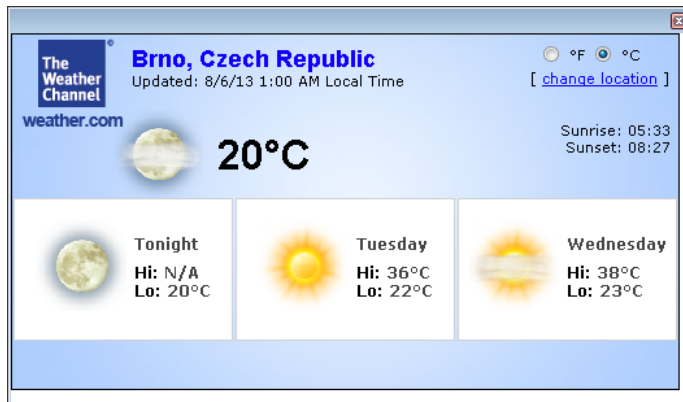 The
Weather
Channel
weather.com
Brno, Czech Republic
Updated: 8/6/13 1:00 AM Local Time
°F °C
[ change location ]
20°C
Sunrise: 05:33
Sunset: 08:27
Tonight
Hi: N/A
Lo: 20°C
Tuesday
Hi: 36°C
Lo: 22°C
Wednesday
Hi: 38°C
Lo: 23°C